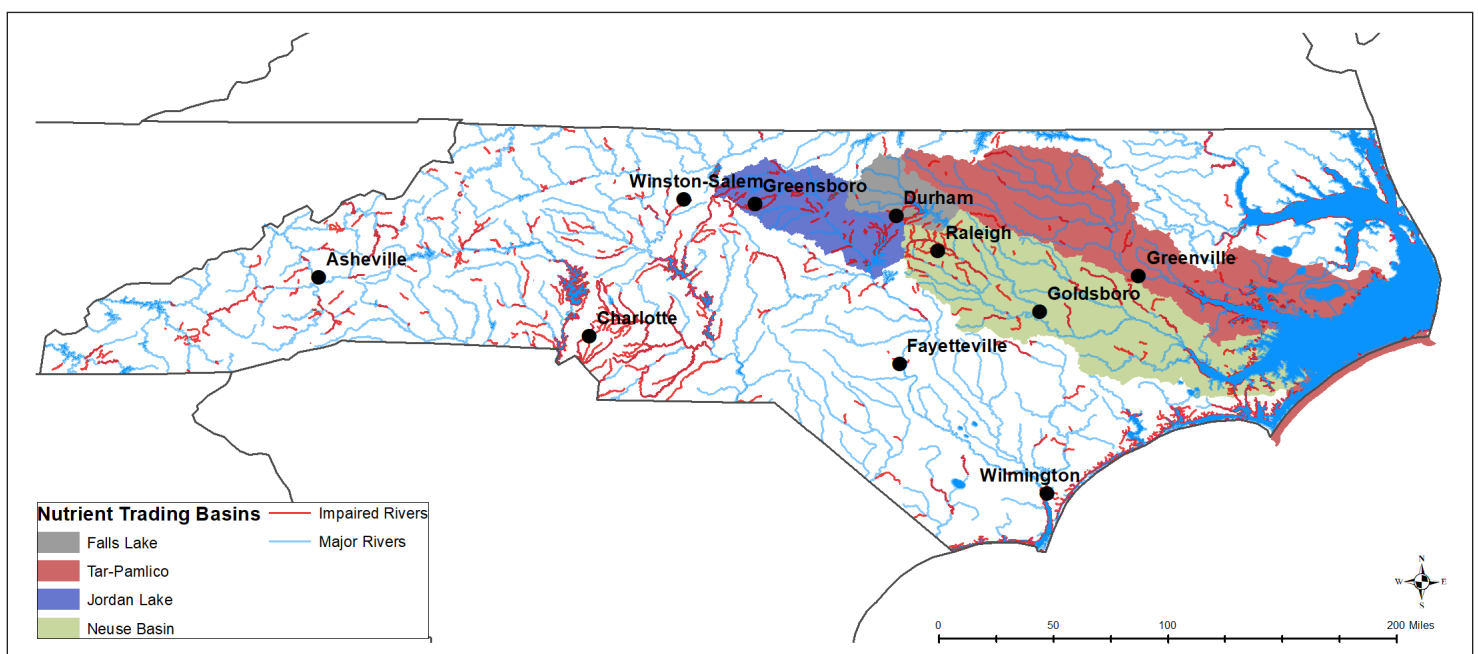 Winston-Salem
Greensboro
Durham
Raleigh
Asheville
Greenville
Goldsboro
Charlotte
Fayetteville
Wilmington
Nutrient Trading Basins
Impaired Rivers
Falls Lake
Major Rivers
Tar-Pamlico
Jordan Lake
Neuse Basin
N
W E
S
0 50 100 200 Miles